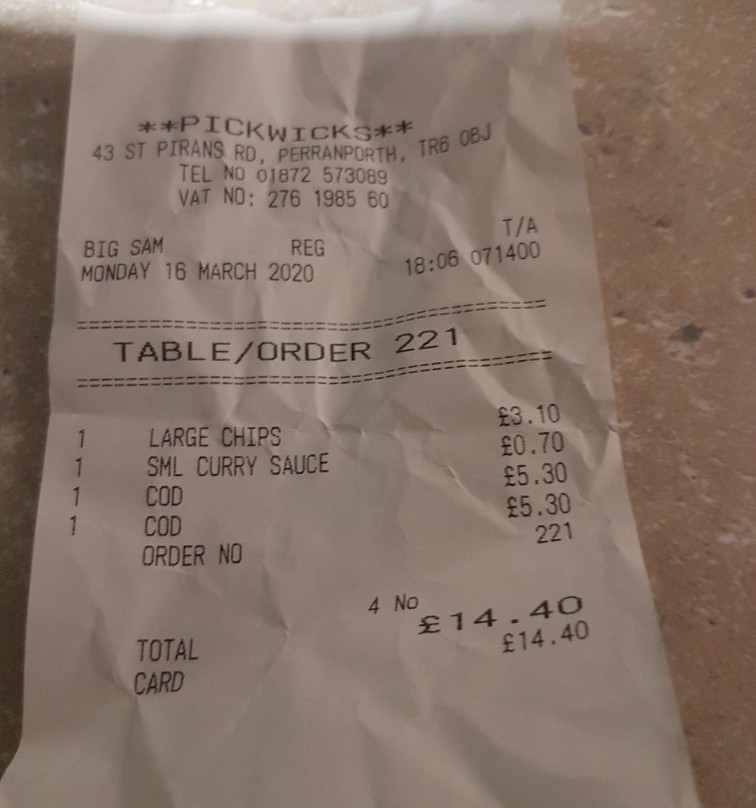 **PICKWICKS**
43 ST PIRANS RD, PERRANPORTH, TR6 0BJ
TEL NO 01872 573089
VAT NO: 276 1985 60
T/A
BIG SAM REG 18:06 071400
MONDAY 16 MARCH 2020
================================
TABLE/ORDER 221
================================
1 LARGE CHIPS £3.10
1 SML CURRY SAUCE £0.70
1 COD £5.30
1 COD £5.30
ORDER NO 221
4 No
TOTAL £14.40
CARD £14.40